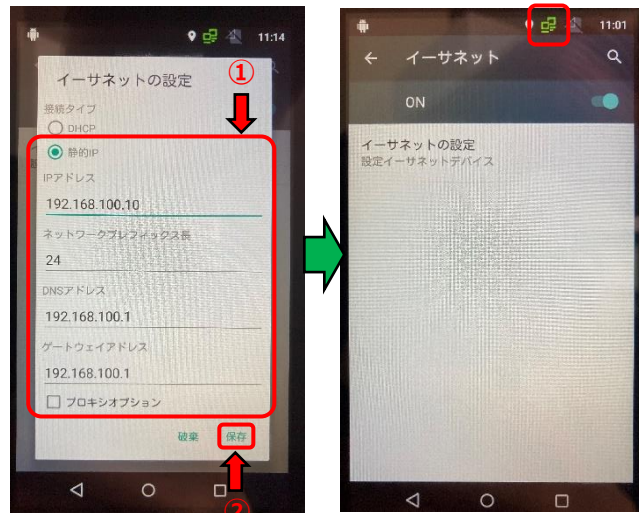 11:14
イーサネットの設定
①
接続タイプ
DHCP
静的IP
IPアドレス
192.168.100.10
ネットワークプレフィックス長
24
DNSアドレス
192.168.100.1
ゲートウェイアドレス
192.168.100.1
プロキシオプション
破棄
保存
②
11:01
イーサネット
ON
イーサネットの設定
設定イーサネットデバイス